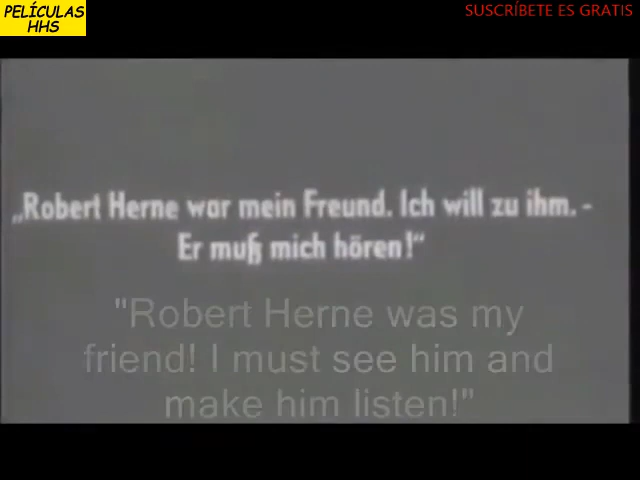 PELÍCULAS
HHS
SUSCRÍBETE ES GRATIS
„Robert Herne war mein Freund. Ich will zu ihm. -
Er muß mich hören!“
"Robert Herne was my
friend! I must see him and
make him listen!"